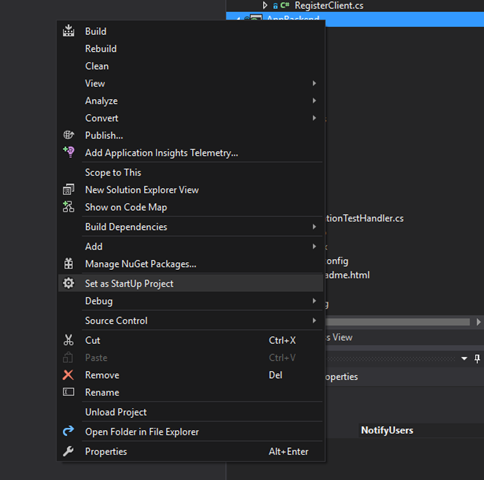 RegisterClient.cs
AppBackend
Build
Rebuild
Clean
View
Analyze
Convert
Publish...
Add Application Insights Telemetry...
Scope to This
New Solution Explorer View
Show on Code Map
Build Dependencies
Add
Manage NuGet Packages...
Set as StartUp Project
Debug
Source Control
Cut Ctrl+X
Paste Ctrl+V
Remove Del
Rename
Unload Project
Open Folder in File Explorer
Properties Alt+Enter
tionTestHandler.cs
onfig
adme.html
s View
operties
NotifyUsers